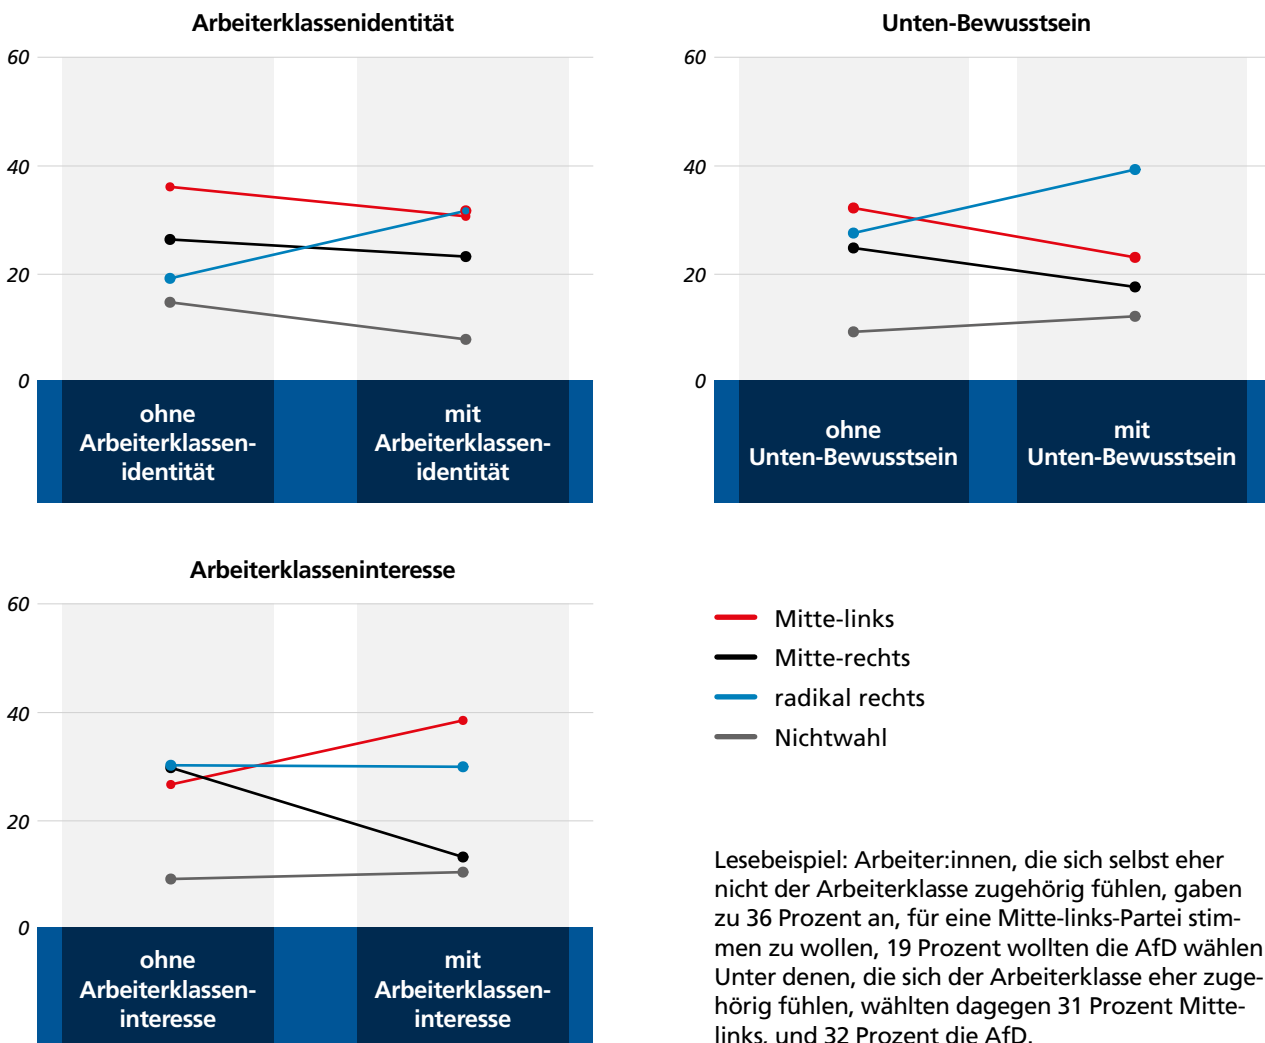 Arbeiterklassenidentität
60
40
20
0
ohne
Arbeiterklassen-
identität
mit
Arbeiterklassen-
identität
Unten-Bewusstsein
60
40
20
0
ohne
Unten-Bewusstsein
mit
Unten-Bewusstsein
Arbeiterklasseninteresse
60
40
20
0
ohne
Arbeiterklassen-
interesse
mit
Arbeiterklassen-
interesse
Mitte-links
Mitte-rechts
radikal rechts
Nichtwahl
Lesebeispiel: Arbeiter:innen, die sich selbst eher
nicht der Arbeiterklasse zugehörig fühlen, gaben
zu 36 Prozent an, für eine Mitte-links-Partei stim-
men zu wollen, 19 Prozent wollten die AfD wählen
Unter denen, die sich der Arbeiterklasse eher zuge-
hörig fühlen, wählten dagegen 31 Prozent Mitte-
links, und 32 Prozent die AfD.